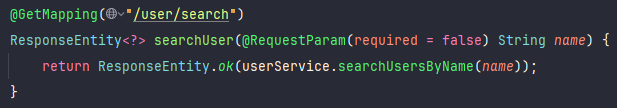 @GetMapping("/user/search")
ResponseEntity<?> searchUser(@RequestParam(required = false) String name) {
    return ResponseEntity.ok(userService.searchUsersByName(name));
}